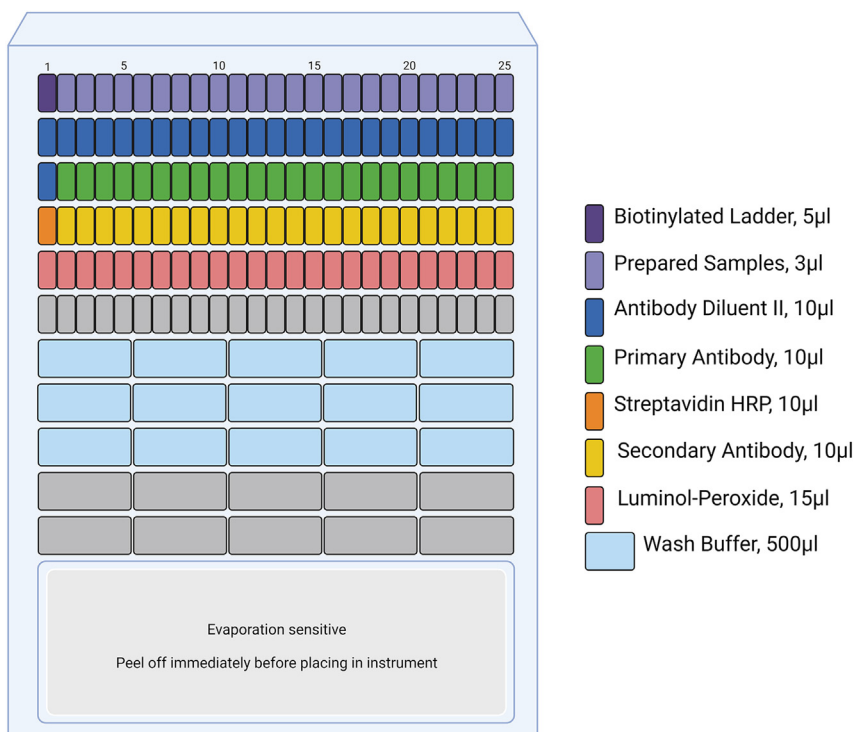 1 5 10 15 20 25
Biotinylated Ladder, 5µl
Prepared Samples, 3µl
Antibody Diluent II, 10µl
Primary Antibody, 10µl
Streptavidin HRP, 10µl
Secondary Antibody, 10µl
Luminol-Peroxide, 15µl
Wash Buffer, 500µl
Evaporation sensitive
Peel off immediately before placing in instrument